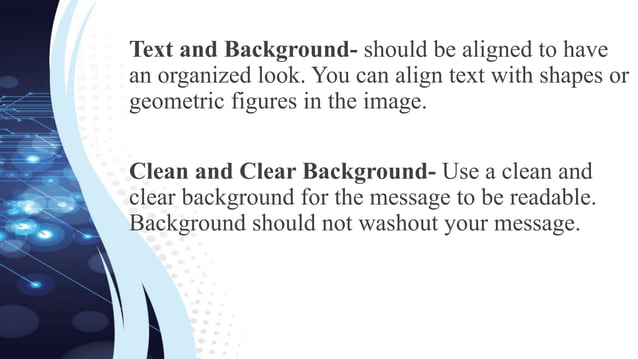 Text and Background- should be aligned to have
an organized look. You can align text with shapes or
geometric figures in the image.
Clean and Clear Background- Use a clean and
clear background for the message to be readable.
Background should not washout your message.